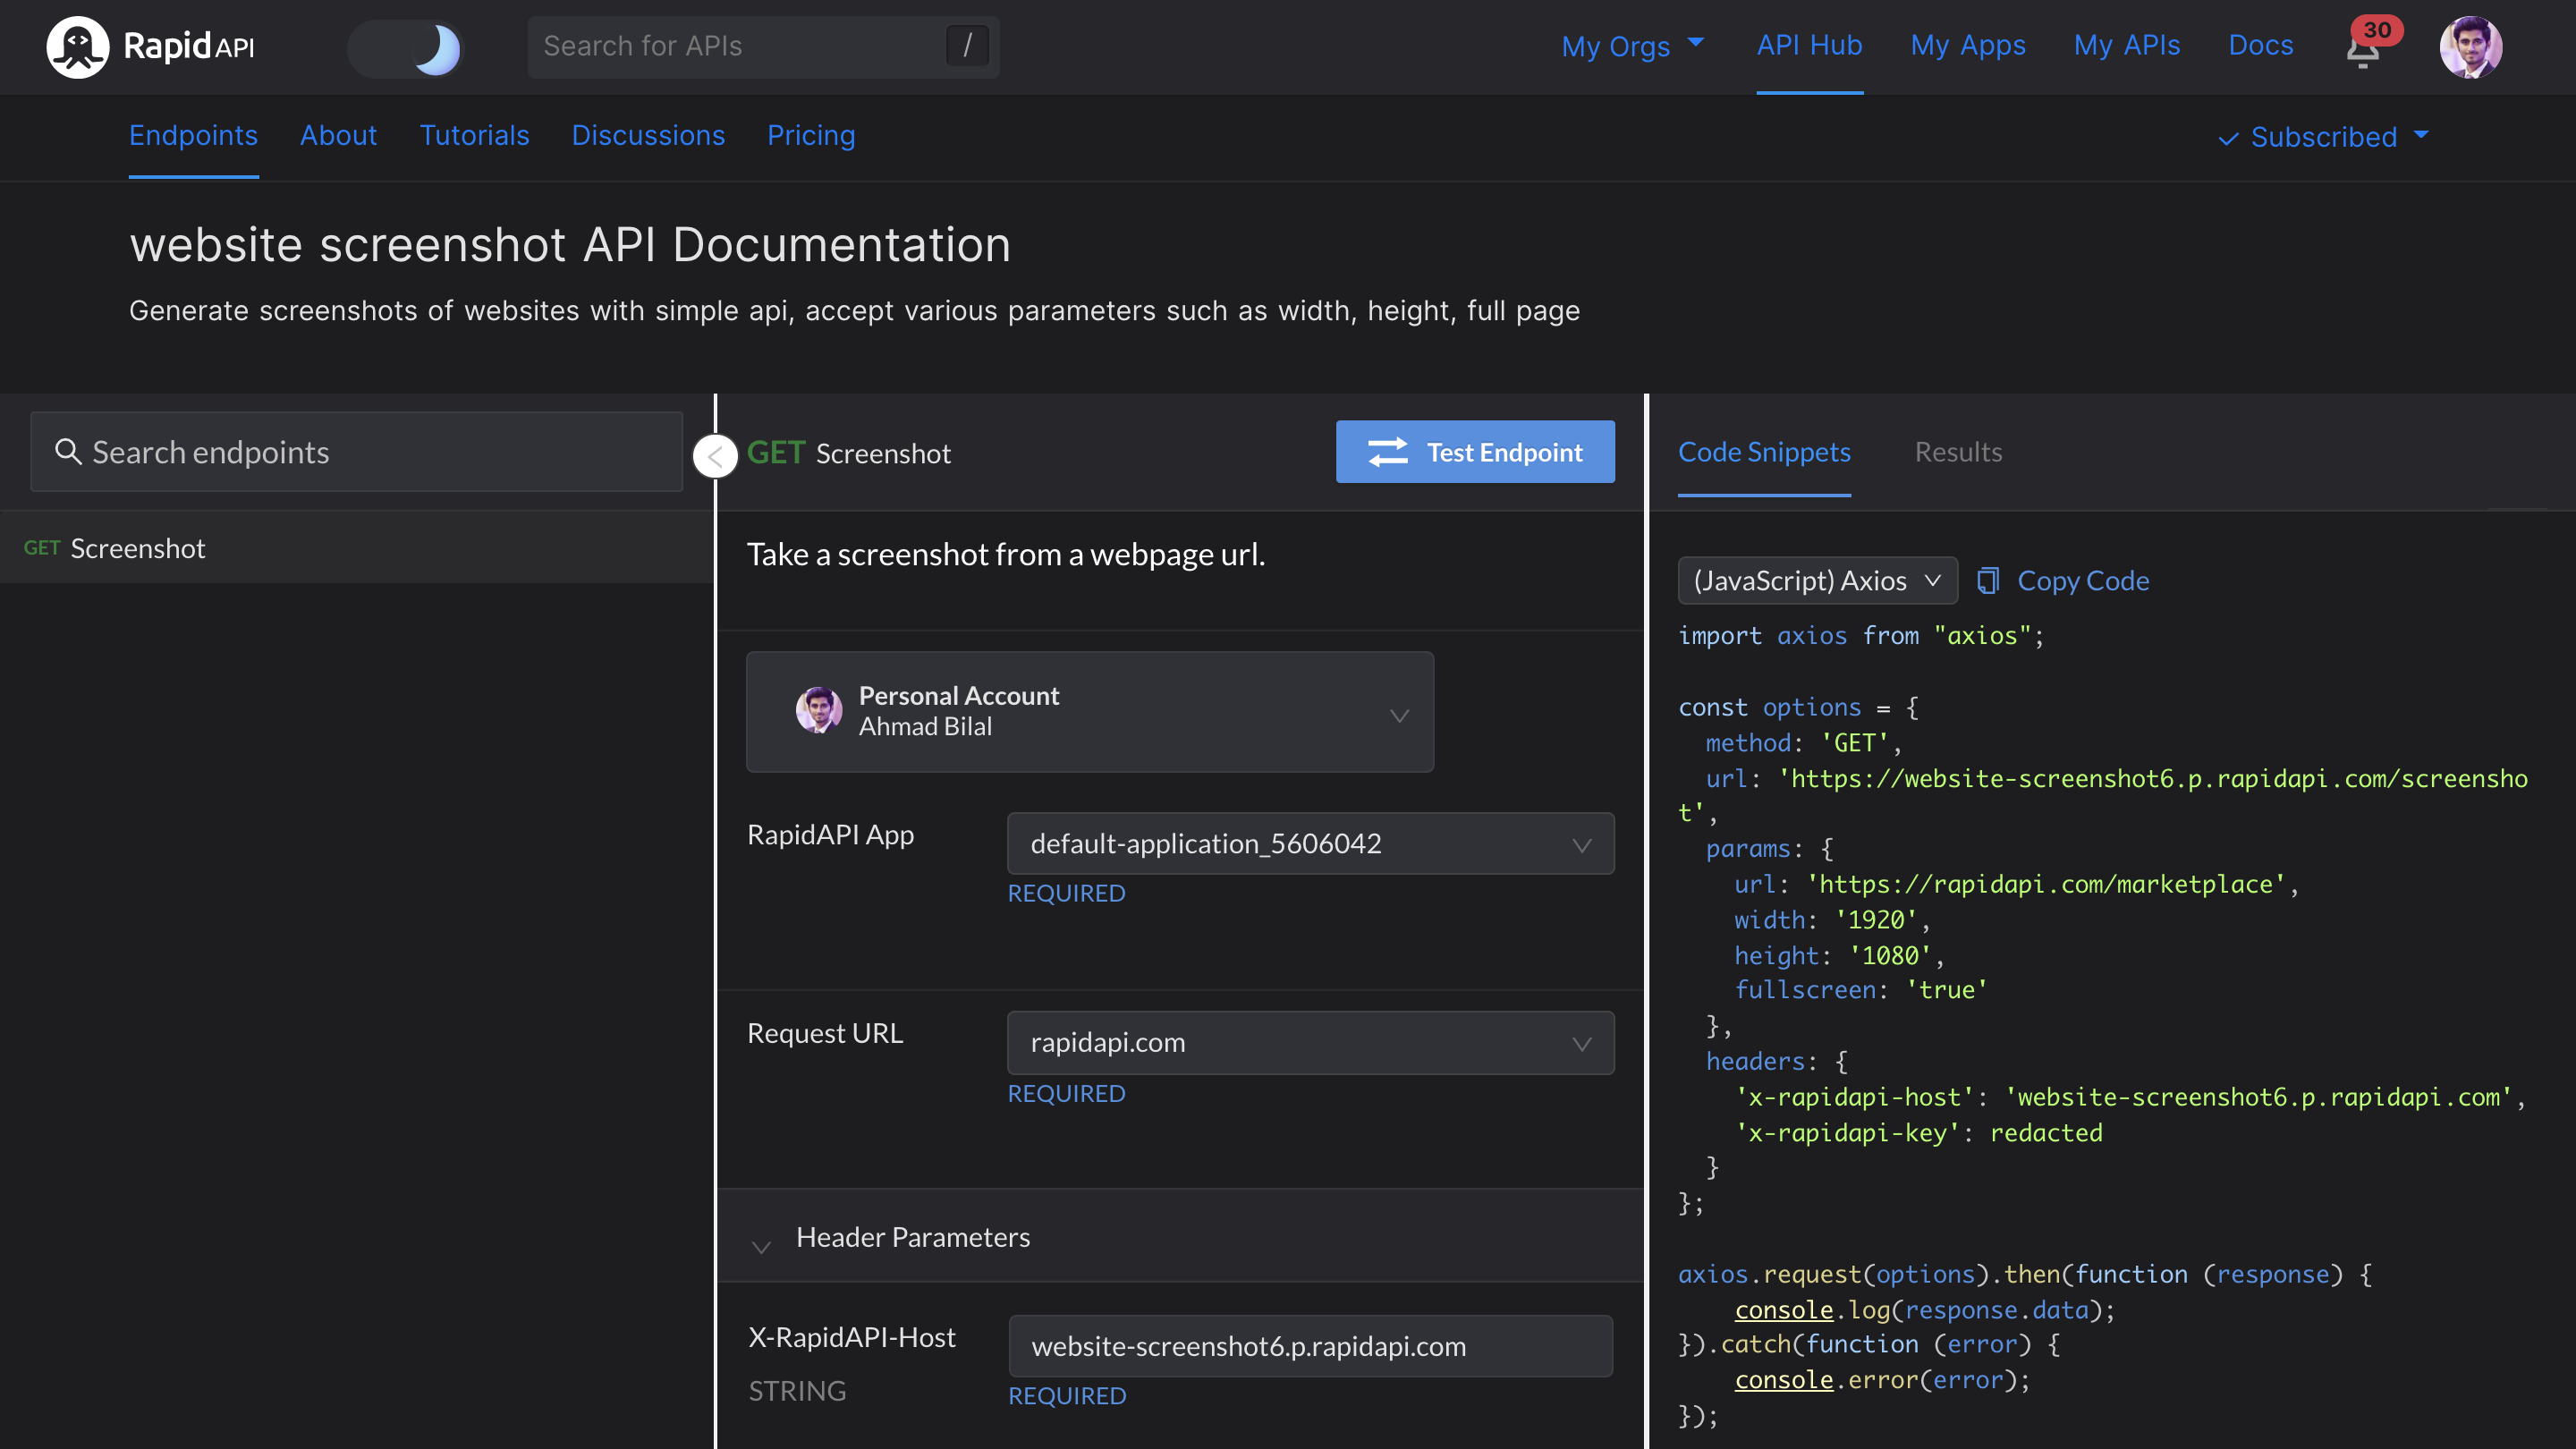 RapidAPI
Search for APIs
/
My Orgs
API Hub
My Apps
My APIs
Docs
30
Endpoints
About
Tutorials
Discussions
Pricing
Subscribed
website screenshot API Documentation
Generate screenshots of websites with simple api, accept various parameters such as width, height, full page
Search endpoints
GET Screenshot
GET Screenshot
Test Endpoint
Take a screenshot from a webpage url.
Personal Account
Ahmad Bilal
RapidAPI App
default-application_5606042
REQUIRED
Request URL
rapidapi.com
REQUIRED
Header Parameters
X-RapidAPI-Host
website-screenshot6.p.rapidapi.com
STRING
REQUIRED
Code Snippets
Results
(JavaScript) Axios
Copy Code
import axios from "axios";
const options = {
method: 'GET',
url: 'https://website-screenshot6.p.rapidapi.com/screensho
t',
params: {
url: 'https://rapidapi.com/marketplace',
width: '1920',
height: '1080',
fullscreen: 'true'
},
headers: {
'x-rapidapi-host': 'website-screenshot6.p.rapidapi.com',
'x-rapidapi-key': redacted
}
};
axios.request(options).then(function (response) {
console.log(response.data);
}).catch(function (error) {
console.error(error);
});